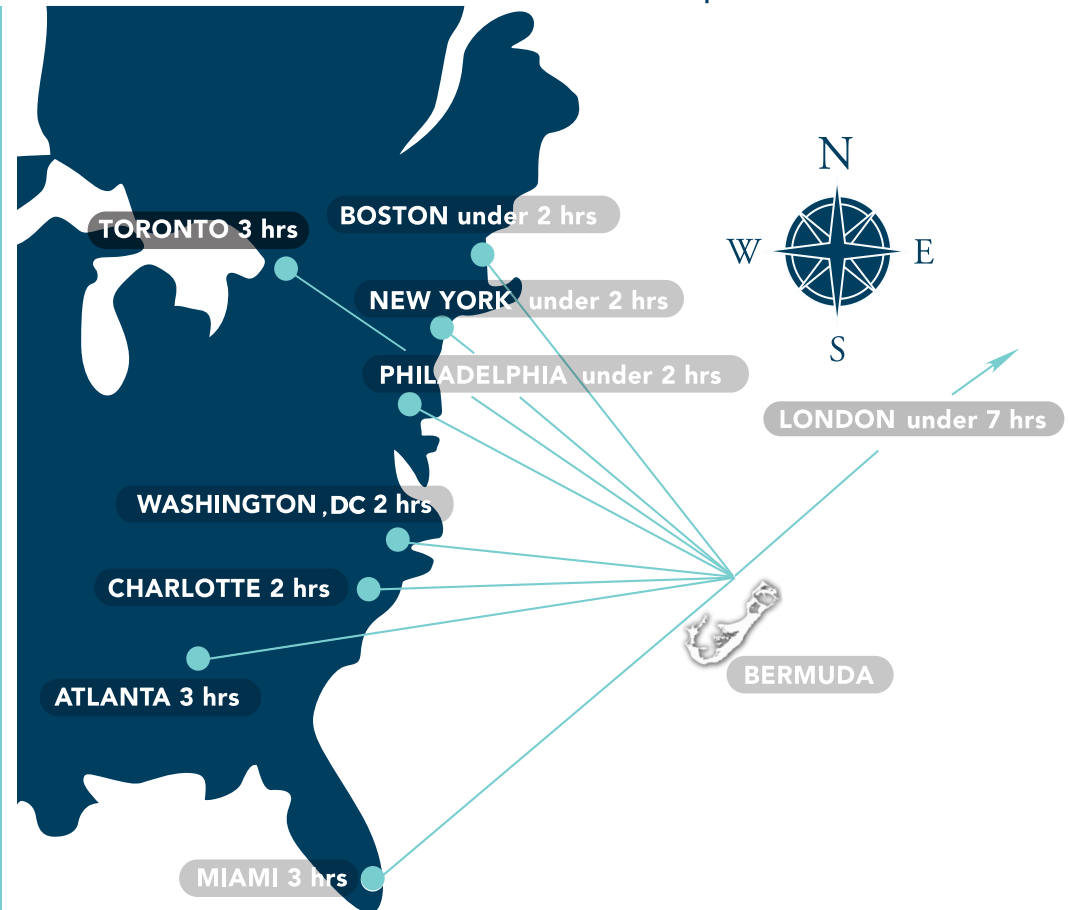 N
BOSTON under 2 hrs
TORONTO 3 hrs
W
E
NEW YORK under 2 hrs
S
PHILADELPHIA under 2 hrs
LONDON under 7 hrs
WASHINGTON ,DC 2 hrs
CHARLOTTE 2 hrs
BERMUDA
ATLANTA 3 hrs
MIAMI 3 hrs